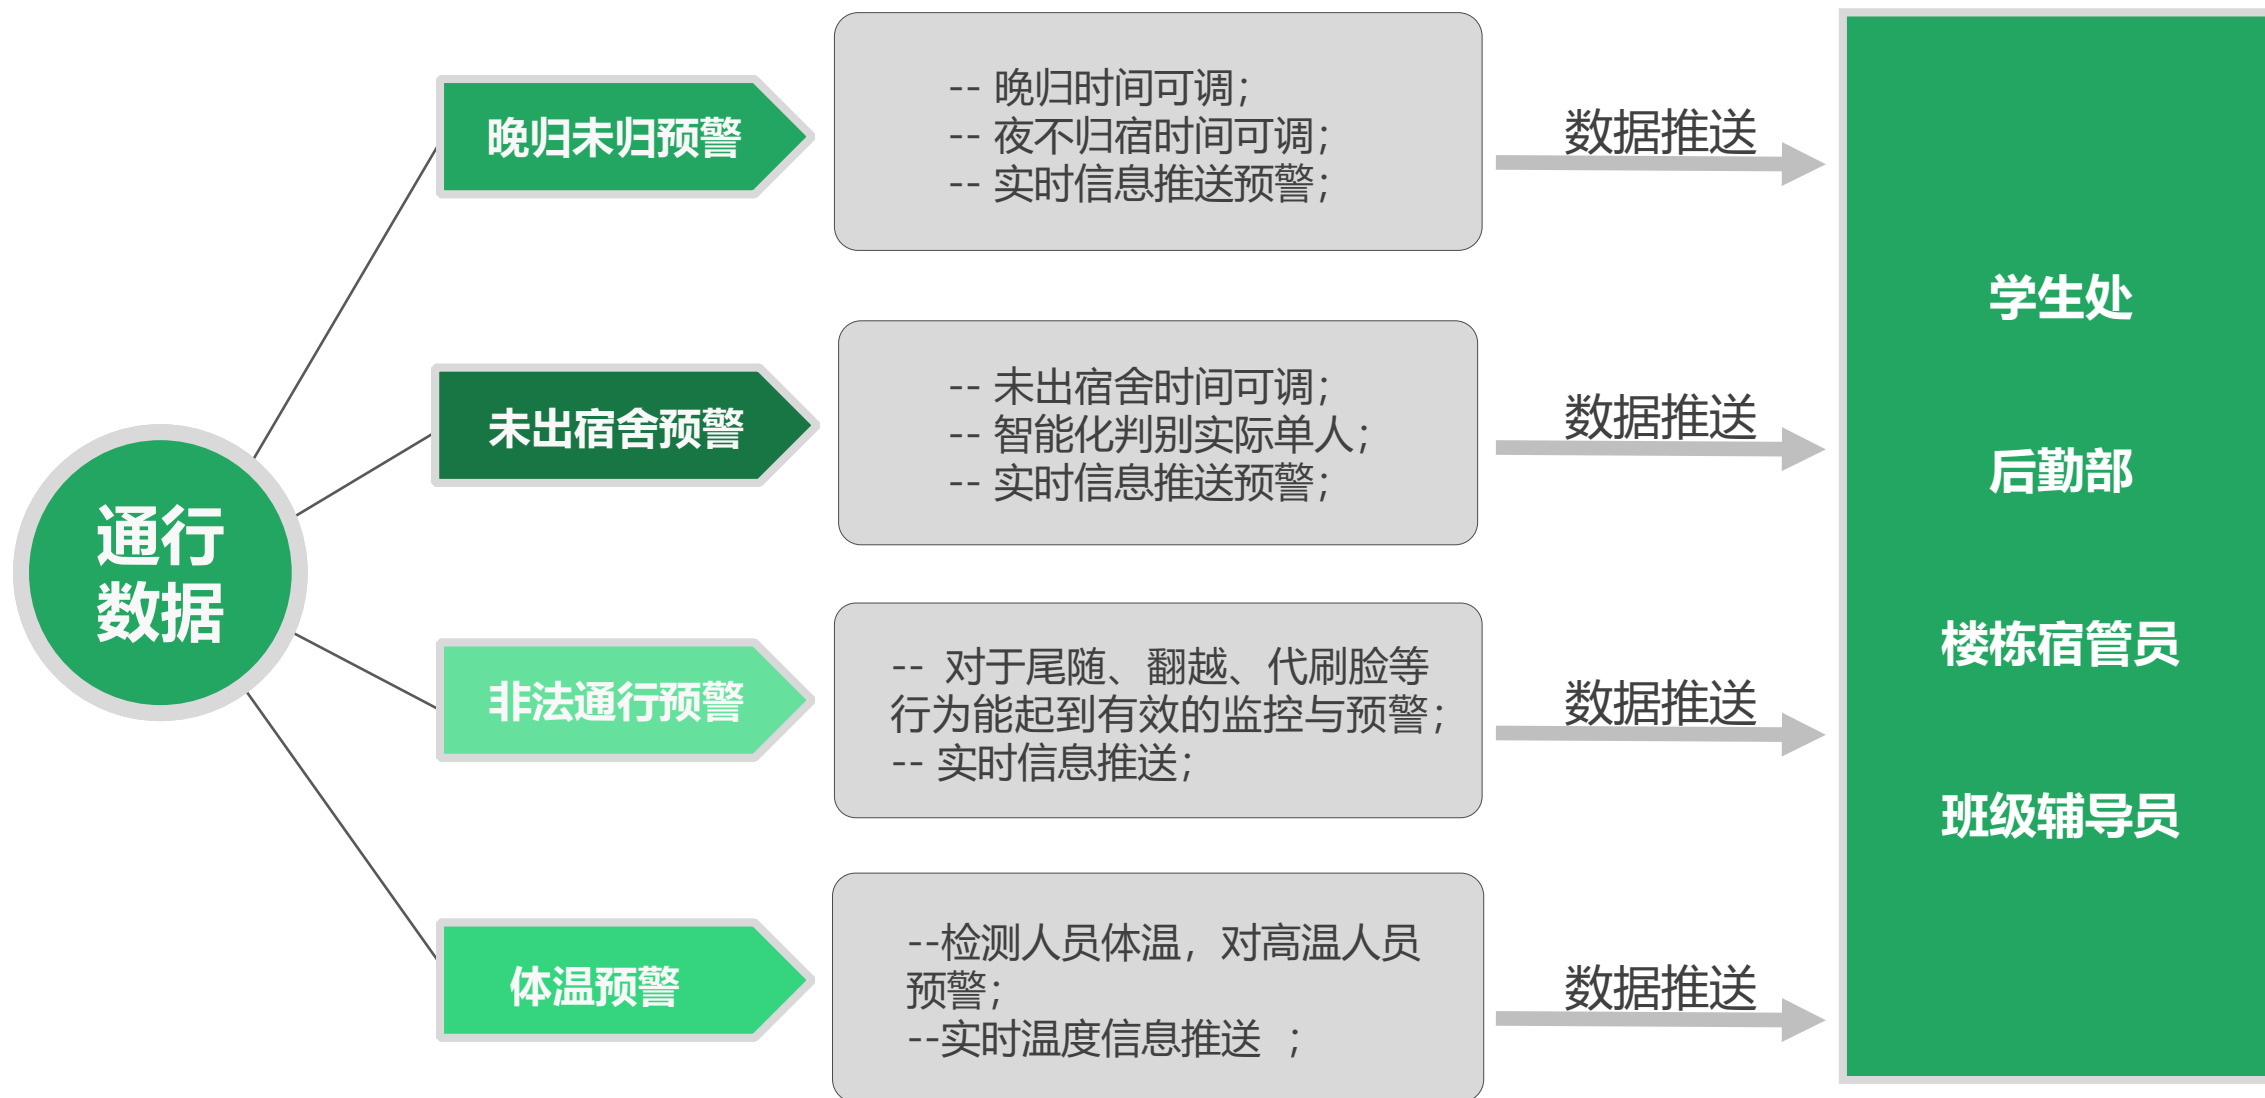 通行
数据
晚归未归预警
-- 晚归时间可调；
-- 夜不归宿时间可调；
-- 实时信息推送预警；
数据推送
未出宿舍预警
-- 未出宿舍时间可调；
-- 智能化判别实际单人；
-- 实时信息推送预警；
数据推送
非法通行预警
-- 对于尾随、翻越、代刷脸等
行为能起到有效的监控与预警；
-- 实时信息推送；
数据推送
体温预警
--检测人员体温，对高温人员
预警；
--实时温度信息推送 ；
数据推送
学生处
后勤部
楼栋宿管员
班级辅导员